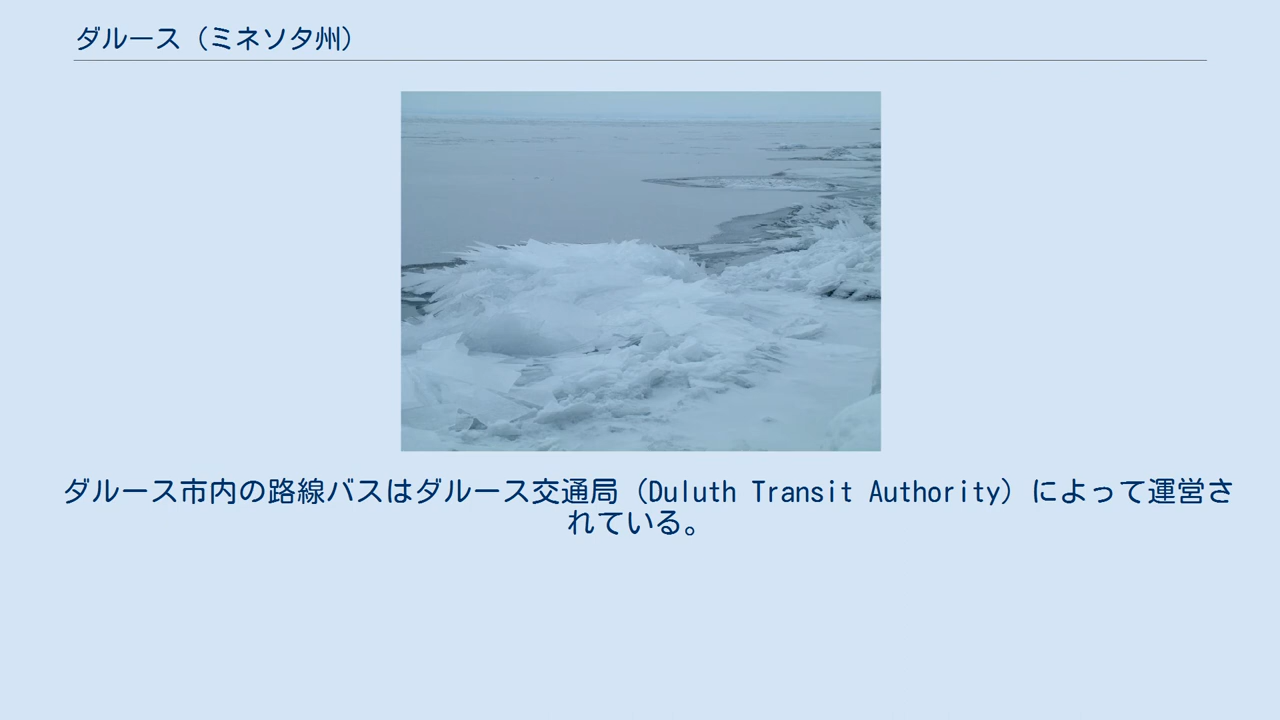 ダルース（ミネソタ州）
ダルース市内の路線バスはダルース交通局（Duluth Transit Authority）によって運営さ
れている。